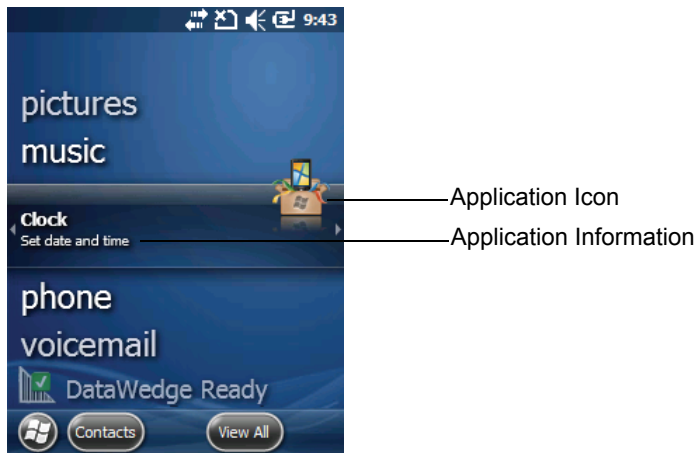 9:43
pictures
music
Application Icon
Clock
Set date and time
Application Information
phone
voicemail
DataWedge Ready
Contacts
View All